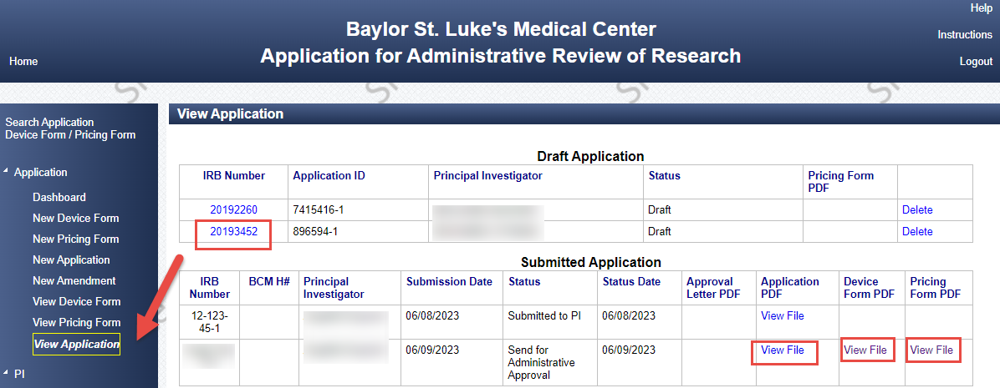 Help
Baylor St. Luke's Medical Center
Instructions
Application for Administrative Review of Research
Home
Logout
Search Application
Device Form / Pricing Form
Application
Dashboard
New Device Form
New Pricing Form
New Application
New Amendment
View Device Form
View Pricing Form
View Application
PI
View Application
Draft Application
IRB Number Application ID Principal Investigator Status Pricing Form PDF
20192260 7415416-1 Draft Delete
20193452 896594-1 Draft Delete
Submitted Application
IRB Number BCM H# Principal Investigator Submission Date Status Status Date Approval Letter PDF Application PDF Device Form PDF Pricing Form PDF
12-123-45-1 06/08/2023 Submitted to PI 06/08/2023 View File
06/09/2023 Send for Administrative Approval 06/09/2023 View File View File View File